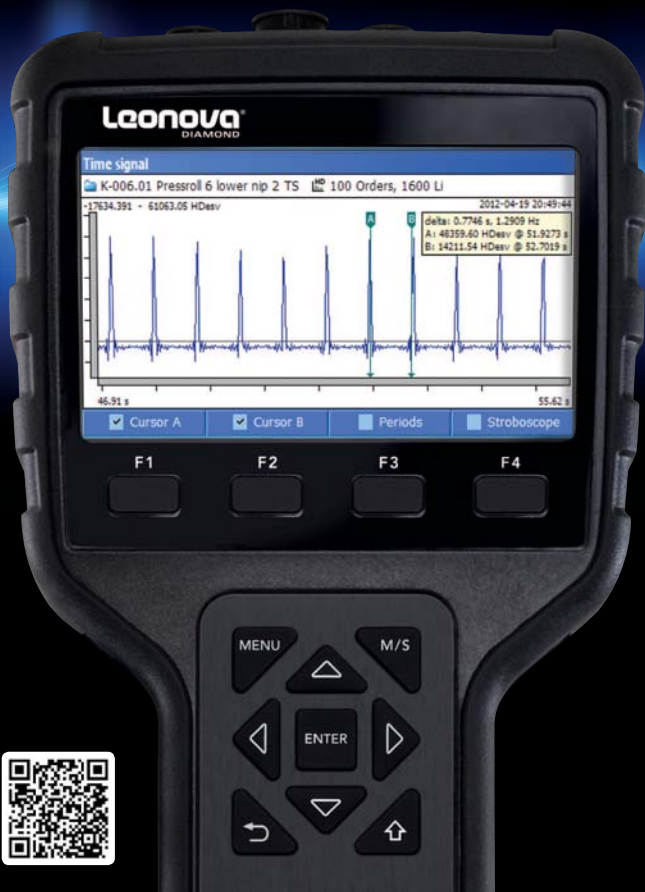 Leonova®
DIAMOND
Time signal
K-006.01 Pressroll 6 lower nip 2 TS HD 100 Orders, 1600 Li
-17634.391 - 61063.05 HDesv 2012-04-19 20:49:44
A B
delta: 0.7746 s, 1.2909 Hz
A: 46359.60 HDesv @ 51.9273 s
B: 14211.54 HDesv @ 52.7019 s
46.91 s 55.62 s
Cursor A Cursor B Periods Stroboscope
F1 F2 F3 F4
MENU M/S
ENTER